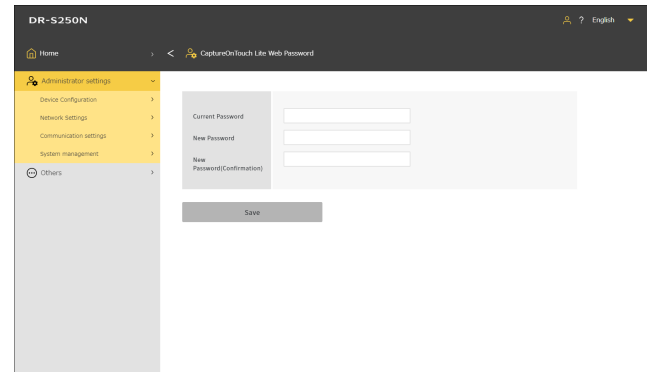 DR-S250N
? English
Home
CaptureOnTouch Lite Web Password
Administrator settings
Device Configuration
Network Settings
Communication settings
System management
Others
Current Password
New Password
New
Password(Confirmation)
Save